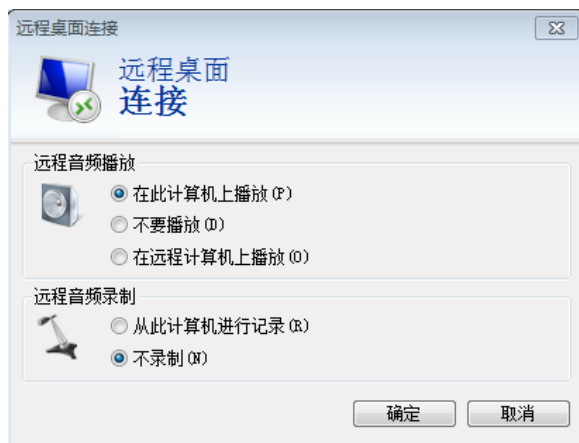 远程桌面连接
远程桌面
连接
远程音频播放
在此计算机上播放(P)
不要播放(D)
在远程计算机上播放(O)
远程音频录制
从此计算机进行记录(R)
不录制(N)
确定
取消